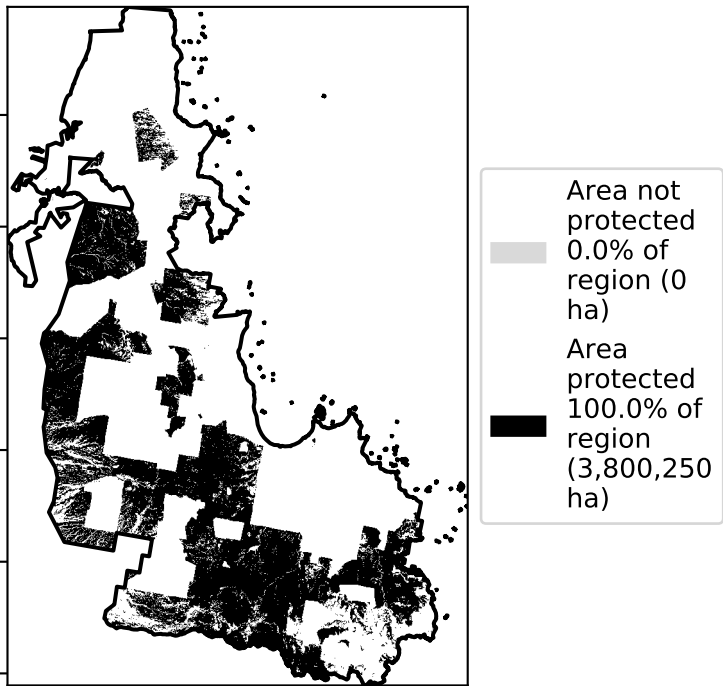 Area not
protected
0.0% of
region (0
ha)
Area
protected
100.0% of
region
(3,800,250
ha)